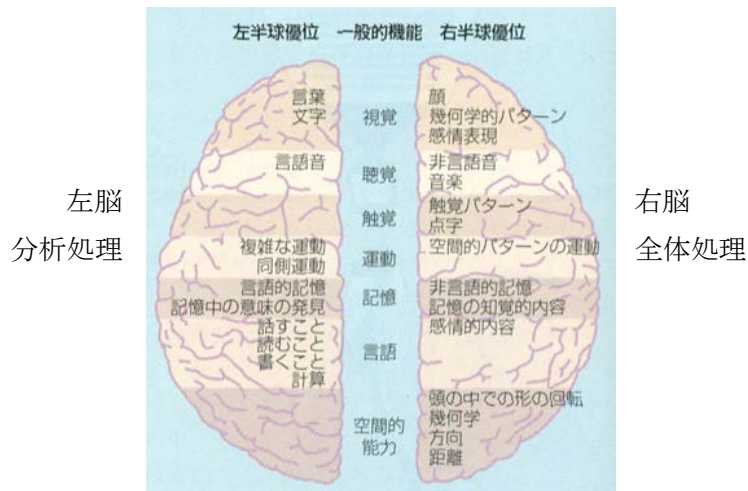 左半球優位 一般的機能 右半球優位
言葉
文字
視覚
顔
幾何学的パターン
感情表現
言語音
聴覚
非言語音
音楽
触覚
触覚パターン
点字
複雑な運動
同側運動
運動
空間的パターンの運動
言語的記憶
記憶中の意味の発見
記憶
非言語的記憶
記憶の知覚的内容
話すこと
読むこと
書くこと
計算
言語
感情的内容
空間的
能力
頭の中での形の回転
幾何学
方向
距離
左脳
分析処理
右脳
全体処理